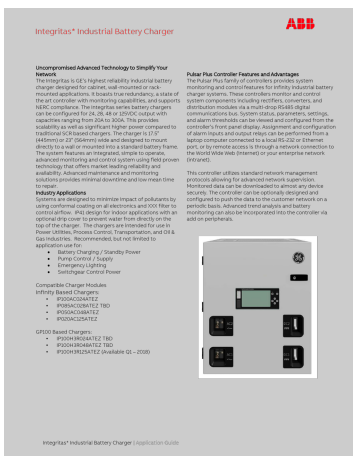 Integritas* Industrial Battery Charger
ABB
Uncompromised Advanced Technology to Simplify Your
Network
The Integritas is GE's highest reliability industrial battery
charger designed for cabinet, wall-mounted or rack-
mounted applications. It boasts true redundancy, a state of
the art controller with monitoring capabilities, and supports
NERC compliance. The Integritas series battery chargers
can be configured for 24, 28, 48 or 125VDC output with
capacities ranging from 20A to 300A. This provides
scalability as well as significant higher power compared to
traditional SCR based chargers. The charger is 17.5"
(445mm) or 23" (564mm) wide and designed to mount
directly to a wall or mounted into a standard battery frame.
The system features an integrated, simple to operate,
advanced monitoring and control system using field proven
technology that offers market leading reliability and
availability. Advanced maintenance and monitoring
solutions provides minimal downtime and low mean time
to repair.
Industry Applications
Systems are designed to minimize impact of pollutants by
using conformal coating on all electronics and XXX filter to
control airflow. IP41 design for indoor applications with an
optional drip cover to prevent water from directly on the
top of the charger. The chargers are intended for use in
Power Utilities, Process Control, Transportation, and Oil &
Gas Industries. Recommended, but not limited to
application use for:
• Battery Charging / Standby Power
• Pump Control / Supply
• Emergency Lighting
• Switchgear Control Power
Compatible Charger Modules
Infinity Based Chargers:
• IP100AC024ATEZ
• IP085AC028ATEZ TBD
• IP050AC048ATEZ
• IP020AC125ATEZ
GP100 Based Chargers:
• IP100H3R024ATEZ TBD
• IP100H3R048ATEZ TBD
• IP100H3R125ATEZ (Available Q1 – 2018)
Pulsar Plus Controller Features and Advantages
The Pulsar Plus family of controllers provides system
monitoring and control features for Infinity Industrial battery
charger systems. These controllers monitor and control
system components including rectifiers, converters, and
distribution modules via a multi-drop RS485 digital
communications bus. System status, parameters, settings,
and alarm thresholds can be viewed and configured from the
controller's front panel display. Assignment and configuration
of alarm inputs and output relays can be performed from a
laptop computer connected to a local RS-232 or Ethernet
port, or by remote access is through a network connection to
the World Wide Web (Internet) or your enterprise network
(Intranet).
This controller utilizes standard network management
protocols allowing for advanced network supervision.
Monitored data can be downloaded to almost any device
securely. The controller can be optionally designed and
configured to push the data to the customer network on a
periodic basis. Advanced trend analysis and battery
monitoring can also be incorporated into the controller via
add-on peripherals.
Integritas* Industrial Battery Charger | Application Guide